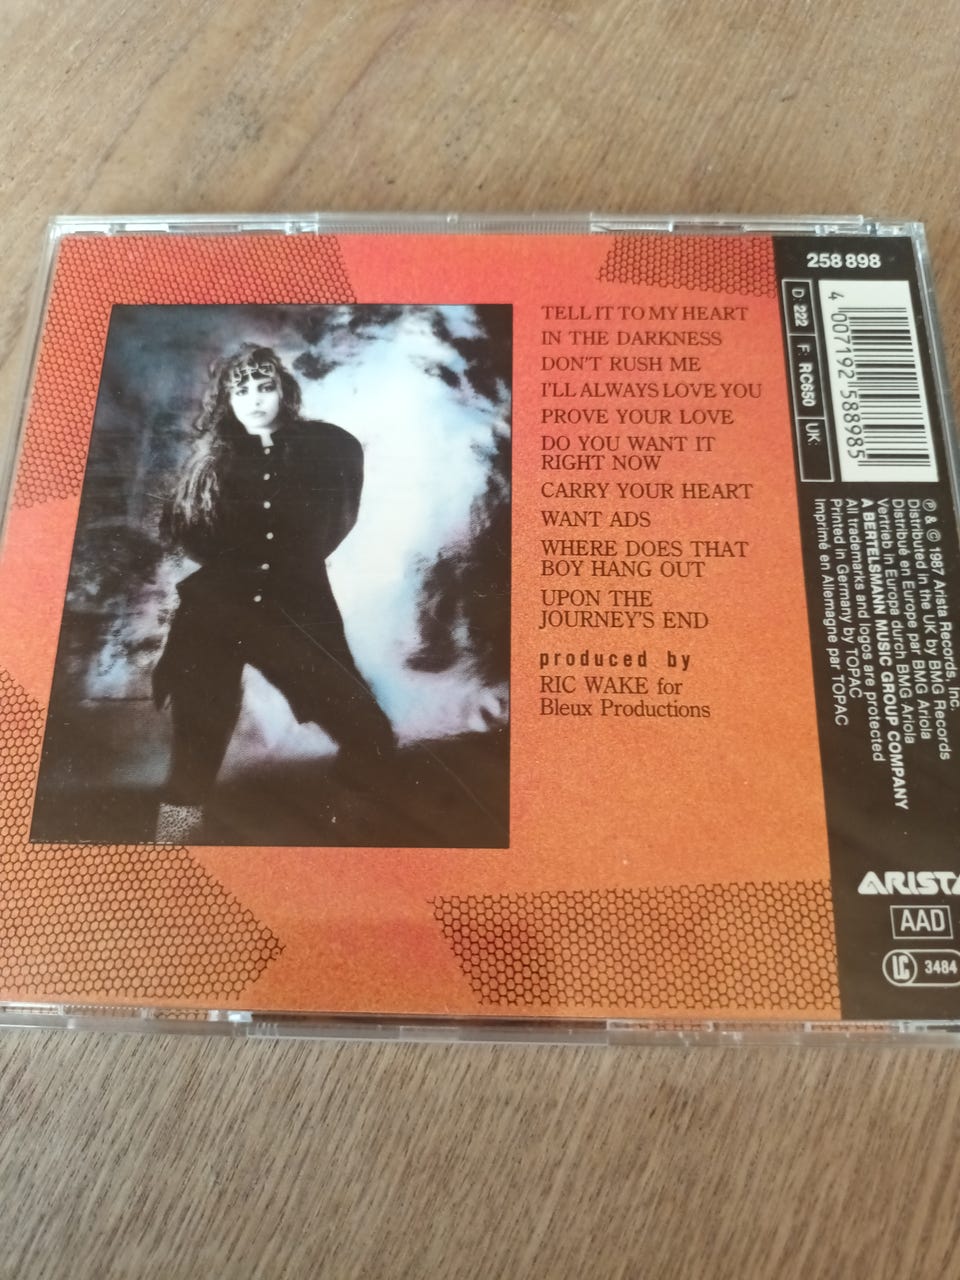 TELL IT TO MY HEART
IN THE DARKNESS
DON'T RUSH ME
I'LL ALWAYS LOVE YOU
PROVE YOUR LOVE
DO YOU WANT IT
RIGHT NOW
CARRY YOUR HEART
WANT ADS
WHERE DOES THAT
BOY HANG OUT
UPON THE
JOURNEY'S END
produced by
RIC WAKE for
Bleux Productions
258 898
D: 222 F: RC650 UK:
4 007192 588985
℗ & © 1987 Arista Records, Inc.
Distributed in the UK by BMG Records
Distribué en Europe par BMG Ariola
Vertrieb in Europa durch BMG Ariola
A BERTELSMANN MUSIC GROUP COMPANY
All trademarks and logos are protected
Printed in Germany by TOPAC
Imprimé en Allemagne par TOPAC
ARISTA
AAD
LC 3484